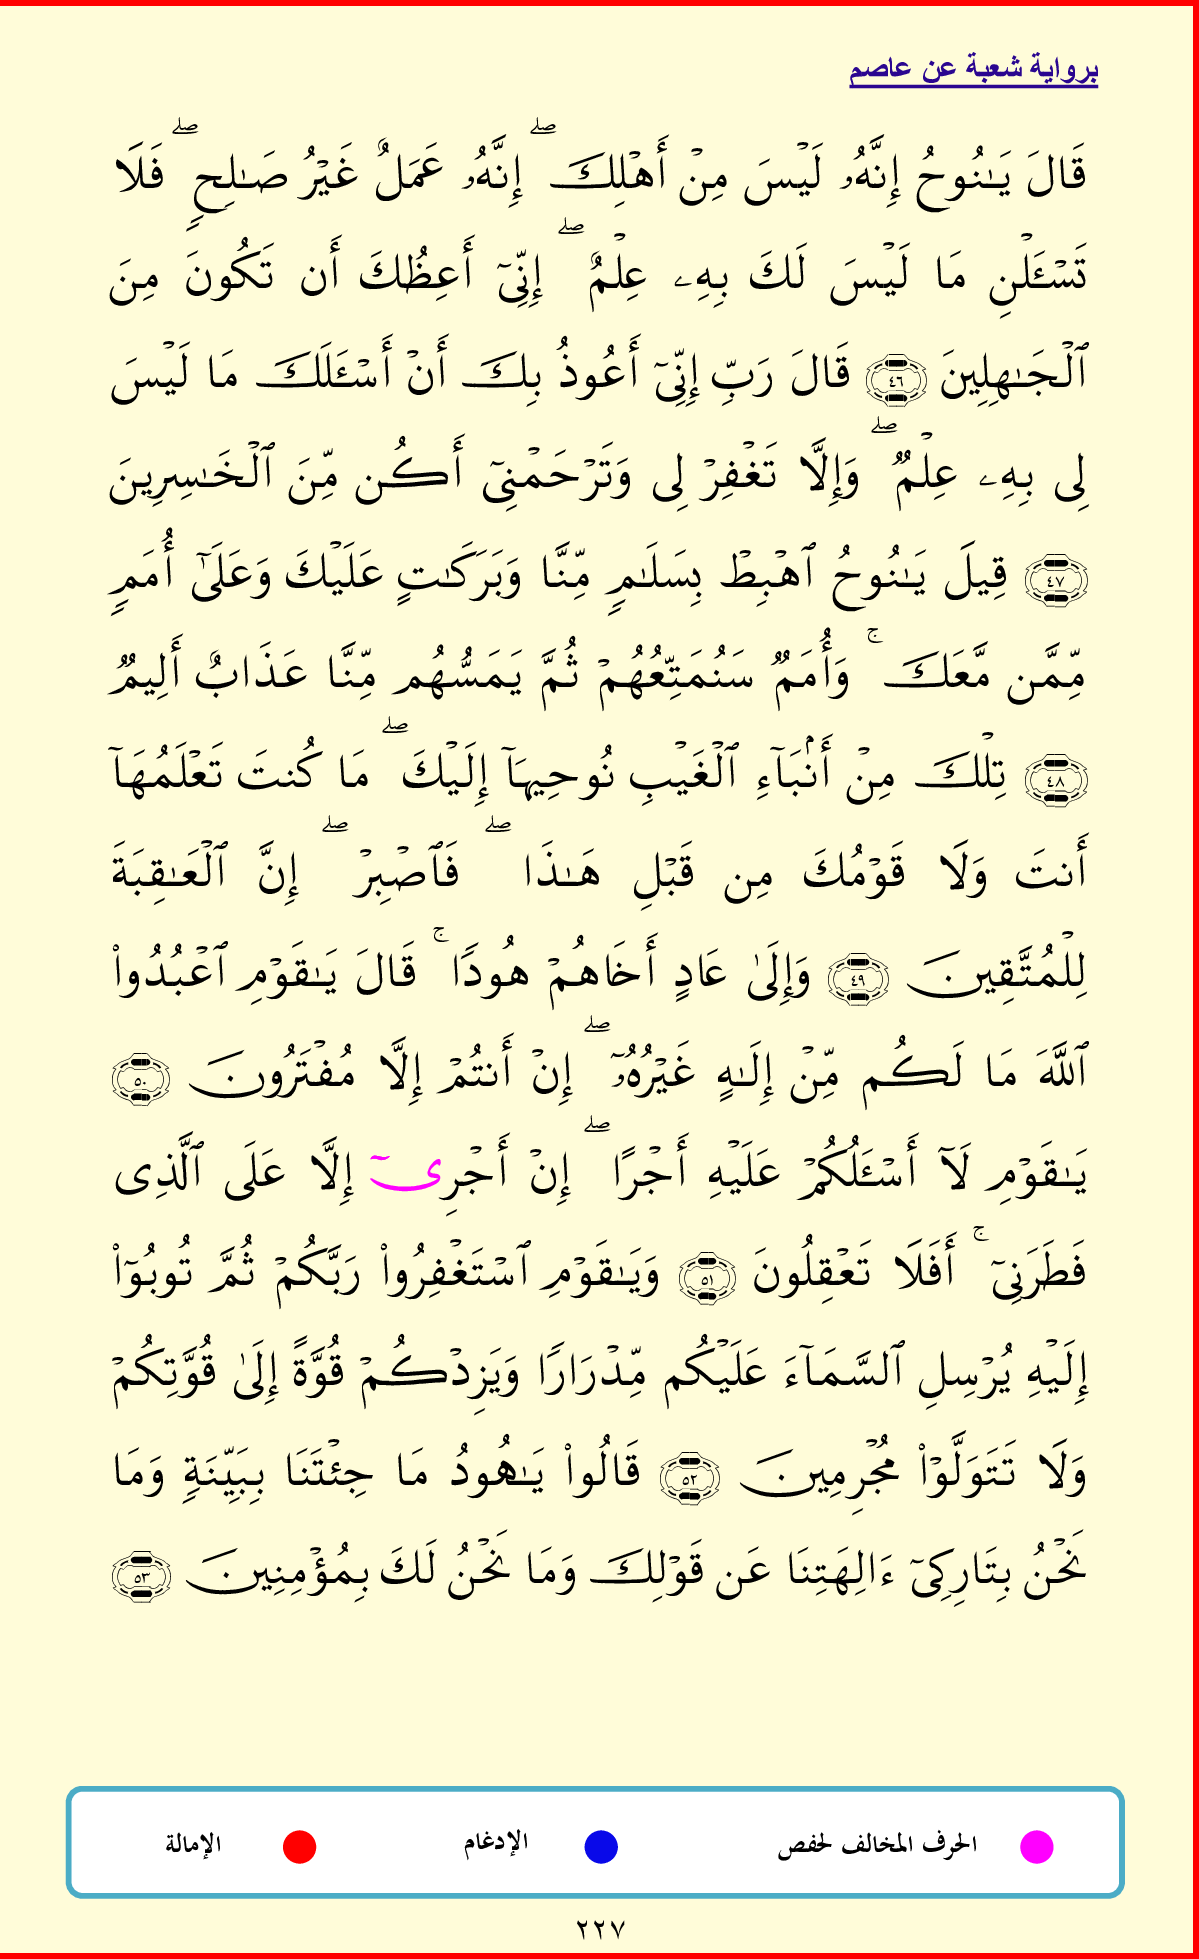 برواية شعبة عن عاصم
قَالَ يَـٰنُوحُ إِنَّهُۥ لَيْسَ مِنْ أَهْلِكَ ۖ إِنَّهُۥ عَمَلٌ غَيْرُ صَـٰلِحٍ ۖ فَلَا
تَسْـَٔلْنِ مَا لَيْسَ لَكَ بِهِۦ عِلْمٌ ۖ إِنِّىٓ أَعِظُكَ أَن تَكُونَ مِنَ
ٱلْجَـٰهِلِينَ ٤٦ قَالَ رَبِّ إِنِّىٓ أَعُوذُ بِكَ أَنْ أَسْـَٔلَكَ مَا لَيْسَ
لِى بِهِۦ عِلْمٌ ۖ وَإِلَّا تَغْفِرْ لِى وَتَرْحَمْنِىٓ أَكُن مِّنَ ٱلْخَـٰسِرِينَ
٤٧ قِيلَ يَـٰنُوحُ ٱهْبِطْ بِسَلَـٰمٍ مِّنَّا وَبَرَكَـٰتٍ عَلَيْكَ وَعَلَىٰٓ أُمَمٍ
مِّمَّن مَّعَكَ ۚ وَأُمَمٌ سَنُمَتِّعُهُمْ ثُمَّ يَمَسُّهُم مِّنَّا عَذَابٌ أَلِيمٌ
٤٨ تِلْكَ مِنْ أَنۢبَآءِ ٱلْغَيْبِ نُوحِيهَآ إِلَيْكَ ۖ مَا كُنتَ تَعْلَمُهَآ
أَنتَ وَلَا قَوْمُكَ مِن قَبْلِ هَـٰذَا ۖ فَٱصْبِرْ ۖ إِنَّ ٱلْعَـٰقِبَةَ
لِلْمُتَّقِينَ ٤٩ وَإِلَىٰ عَادٍ أَخَاهُمْ هُودًا ۚ قَالَ يَـٰقَوْمِ ٱعْبُدُوا۟
ٱللَّهَ مَا لَكُم مِّنْ إِلَـٰهٍ غَيْرُهُۥٓ ۖ إِنْ أَنتُمْ إِلَّا مُفْتَرُونَ ٥٠
يَـٰقَوْمِ لَآ أَسْـَٔلُكُمْ عَلَيْهِ أَجْرًا ۖ إِنْ أَجْرِىٓ إِلَّا عَلَى ٱلَّذِى
فَطَرَنِىٓ ۚ أَفَلَا تَعْقِلُونَ ٥١ وَيَـٰقَوْمِ ٱسْتَغْفِرُوا۟ رَبَّكُمْ ثُمَّ تُوبُوٓا۟
إِلَيْهِ يُرْسِلِ ٱلسَّمَآءَ عَلَيْكُم مِّدْرَارًا وَيَزِدْكُمْ قُوَّةً إِلَىٰ قُوَّتِكُمْ
وَلَا تَتَوَلَّوْا۟ مُجْرِمِينَ ٥٢ قَالُوا۟ يَـٰهُودُ مَا جِئْتَنَا بِبَيِّنَةٍ وَمَا
نَحْنُ بِتَارِكِىٓ ءَالِهَتِنَا عَن قَوْلِكَ وَمَا نَحْنُ لَكَ بِمُؤْمِنِينَ ٥٣
الحرف المخالف لحفص الإدغام الإمالة
٢٢٧